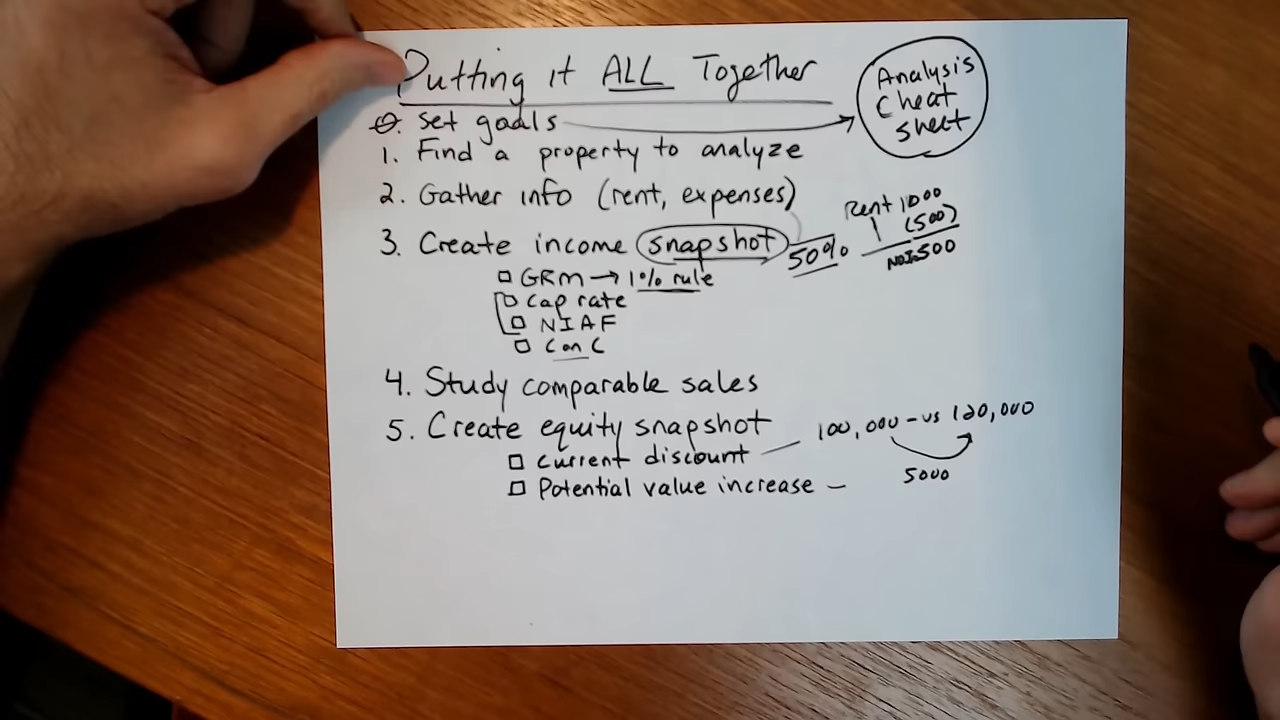 Putting it ALL Together
Analysis
Cheat
Sheet
0. Set goals
1. Find a property to analyze
2. Gather info (rent, expenses)
Rent 1000
(500)
3. Create income snapshot
50%
N.O.I. 500
GRM → 1% rule
Cap rate
NIAF
ConC
4. Study comparable sales
5. Create equity snapshot
100,000 - vs 120,000
Current discount
5000
Potential value increase -